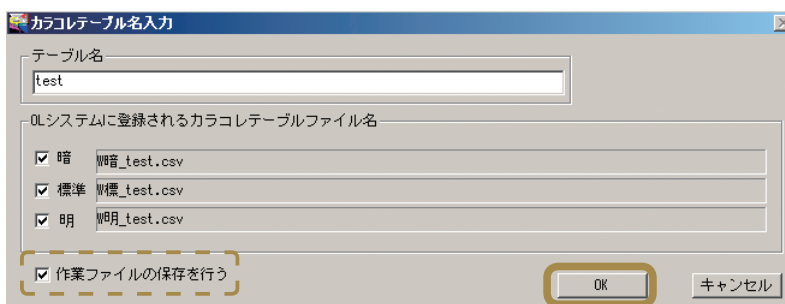 カラコレテーブル名入力
テーブル名
test
OLシステムに登録されるカラコレテーブルファイル名
暗 W暗_test.csv
標準 W標_test.csv
明 W明_test.csv
作業ファイルの保存を行う
OK キャンセル